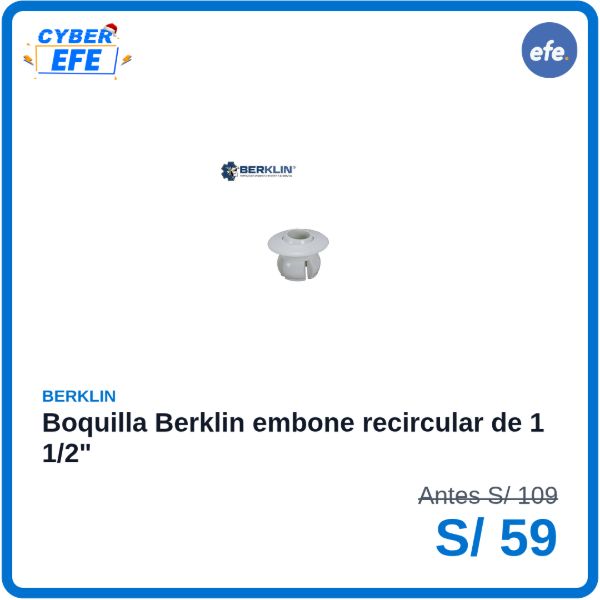 CYBER
EFE
efe.
BERKLIN®
BERKLIN
Boquilla Berklin embone recircular de 1
1/2"
Antes S/ 109
S/ 59